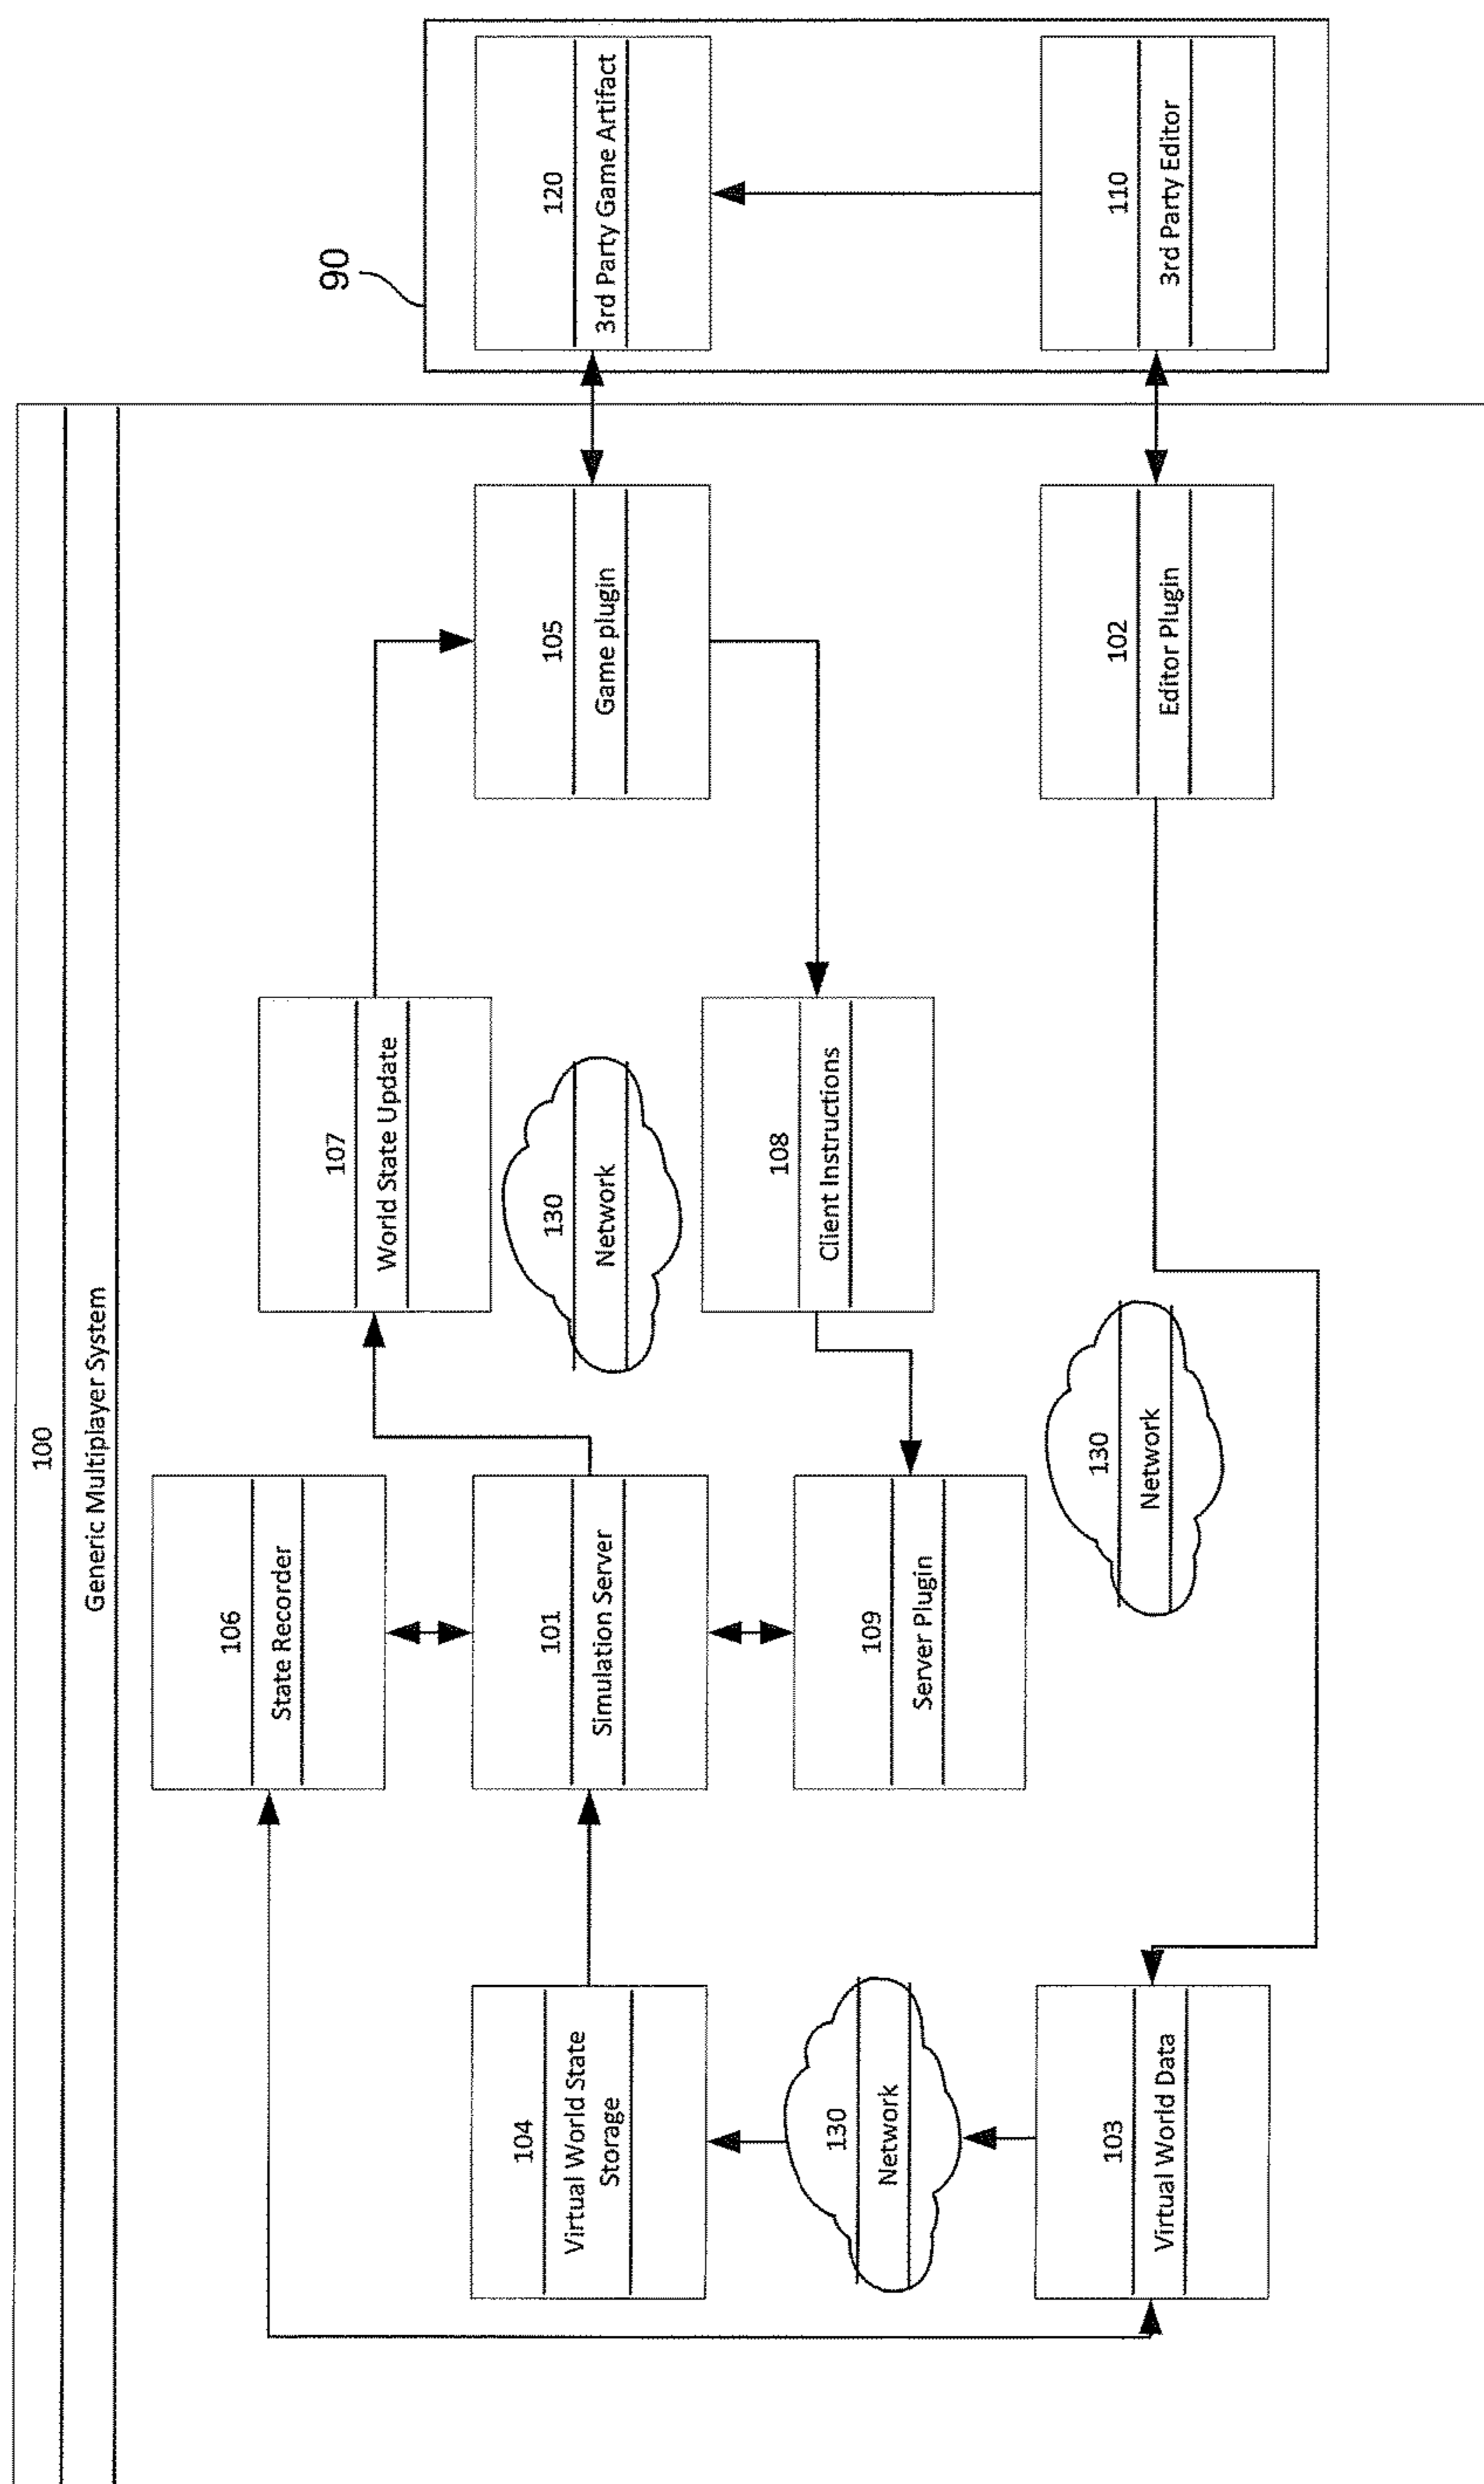 100
Generic Multiplayer System
106
State Recorder
107
World State Update
90
104
Virtual World State
Storage
101
Simulation Server
130
Network
105
Game plugin
120
3rd Party Game Artifact
130
Network
109
Server Plugin
108
Client Instructions
103
Virtual World Data
130
Network
102
Editor Plugin
110
3rd Party Editor